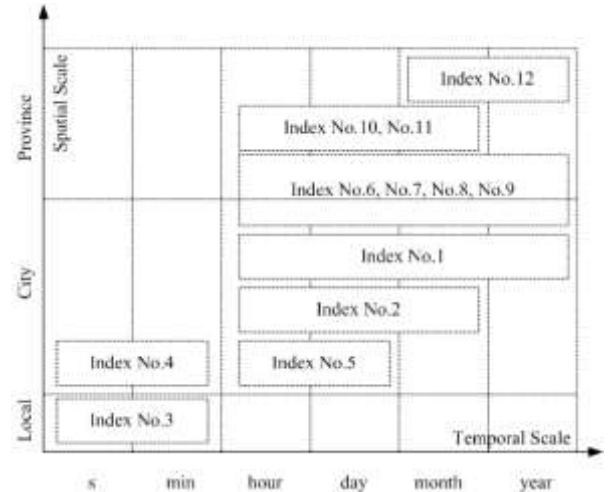 Spatial Scale
Province
City
Local
Index No.12
Index No.10, No.11
Index No.6, No.7, No.8, No.9
Index No.1
Index No.2
Index No.4
Index No.5
Index No.3
Temporal Scale
s min hour day month year